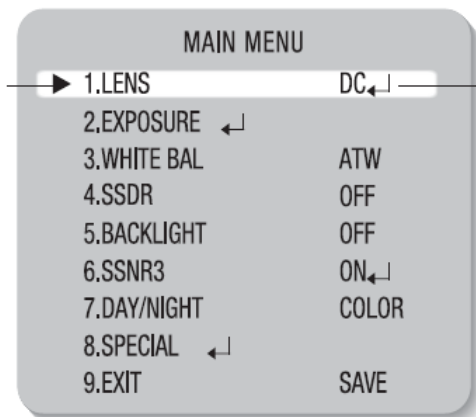 MAIN MENU
▶ 1.LENS DC↵
2.EXPOSURE ↵
3.WHITE BAL ATW
4.SSDR OFF
5.BACKLIGHT OFF
6.SSNR3 ON↵
7.DAY/NIGHT COLOR
8.SPECIAL ↵
9.EXIT SAVE